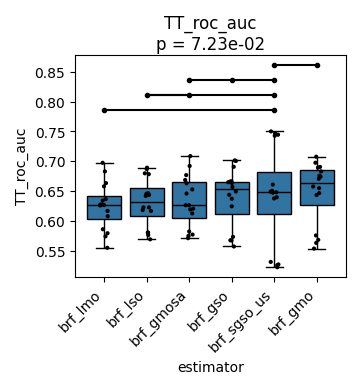 TT_roc_auc
p = 7.23e-02
TT_roc_auc
0.85
0.80
0.75
0.70
0.65
0.60
0.55
brf_lmo
brf_lso
brf_gmosa
brf_gso
brf_sgso_us
brf_gmo
estimator